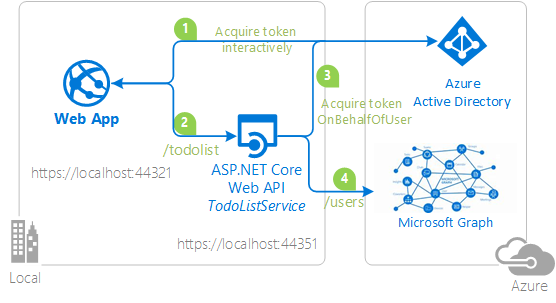 1
Acquire token
interactively
Web App
2
/todolist
https://localhost:44321
ASP.NET Core
Web API
TodoListService
https://localhost:44351
3
Acquire token
OnBehalfOfUser
4
/users
Azure
Active Directory
Microsoft Graph
Local
Azure